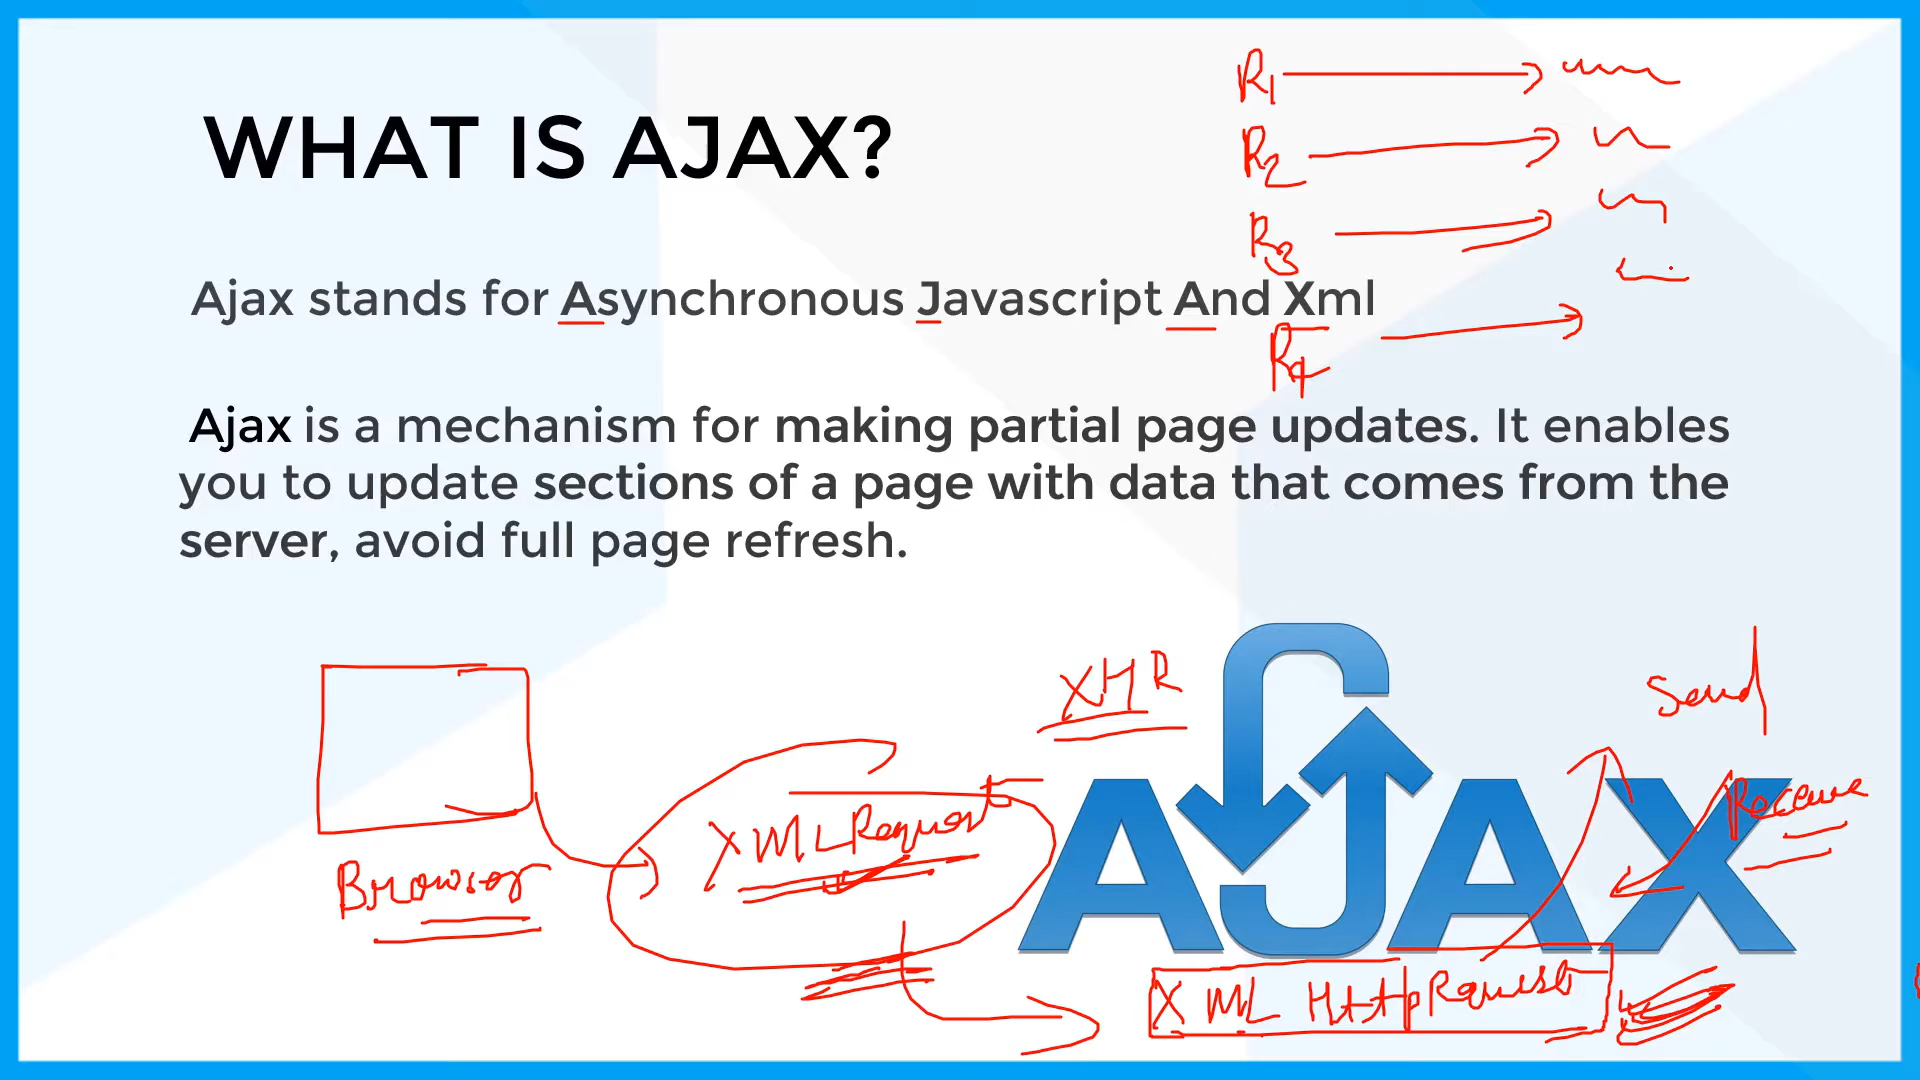 R1
WHAT IS AJAX?
R2
R3
Ajax stands for Asynchronous Javascript And Xml
R4
Ajax is a mechanism for making partial page updates. It enables
you to update sections of a page with data that comes from the
server, avoid full page refresh.
XHR
Send
AJAX
Receive
XMLRequest
Browser
XML HttpRequest